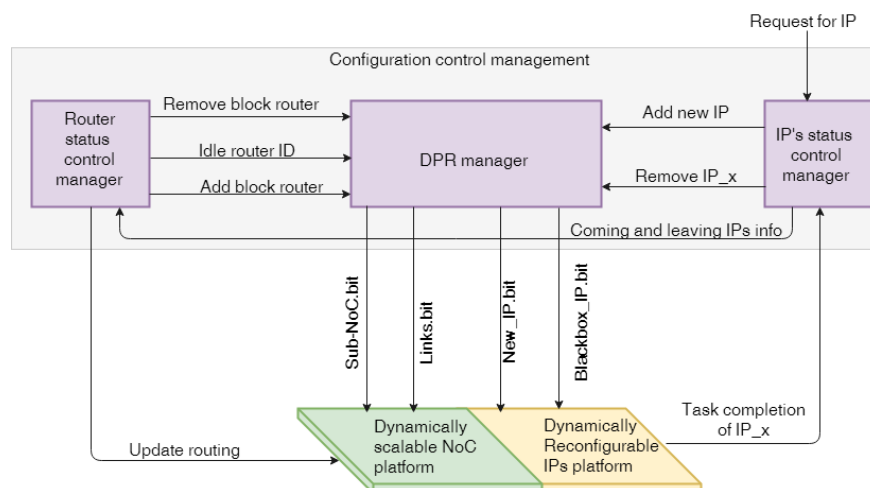 Request for IP
Configuration control management
Router
status
control
manager
Remove block router
Idle router ID
Add block router
DPR manager
Add new IP
Remove IP_x
IP's status
control
manager
Coming and leaving IPs info
Sub-NoC.bit
Links.bit
New_IP.bit
Blackbox_IP.bit
Update routing
Dynamically
scalable NoC
platform
Dynamically
Reconfigurable
IPs platform
Task completion
of IP_x